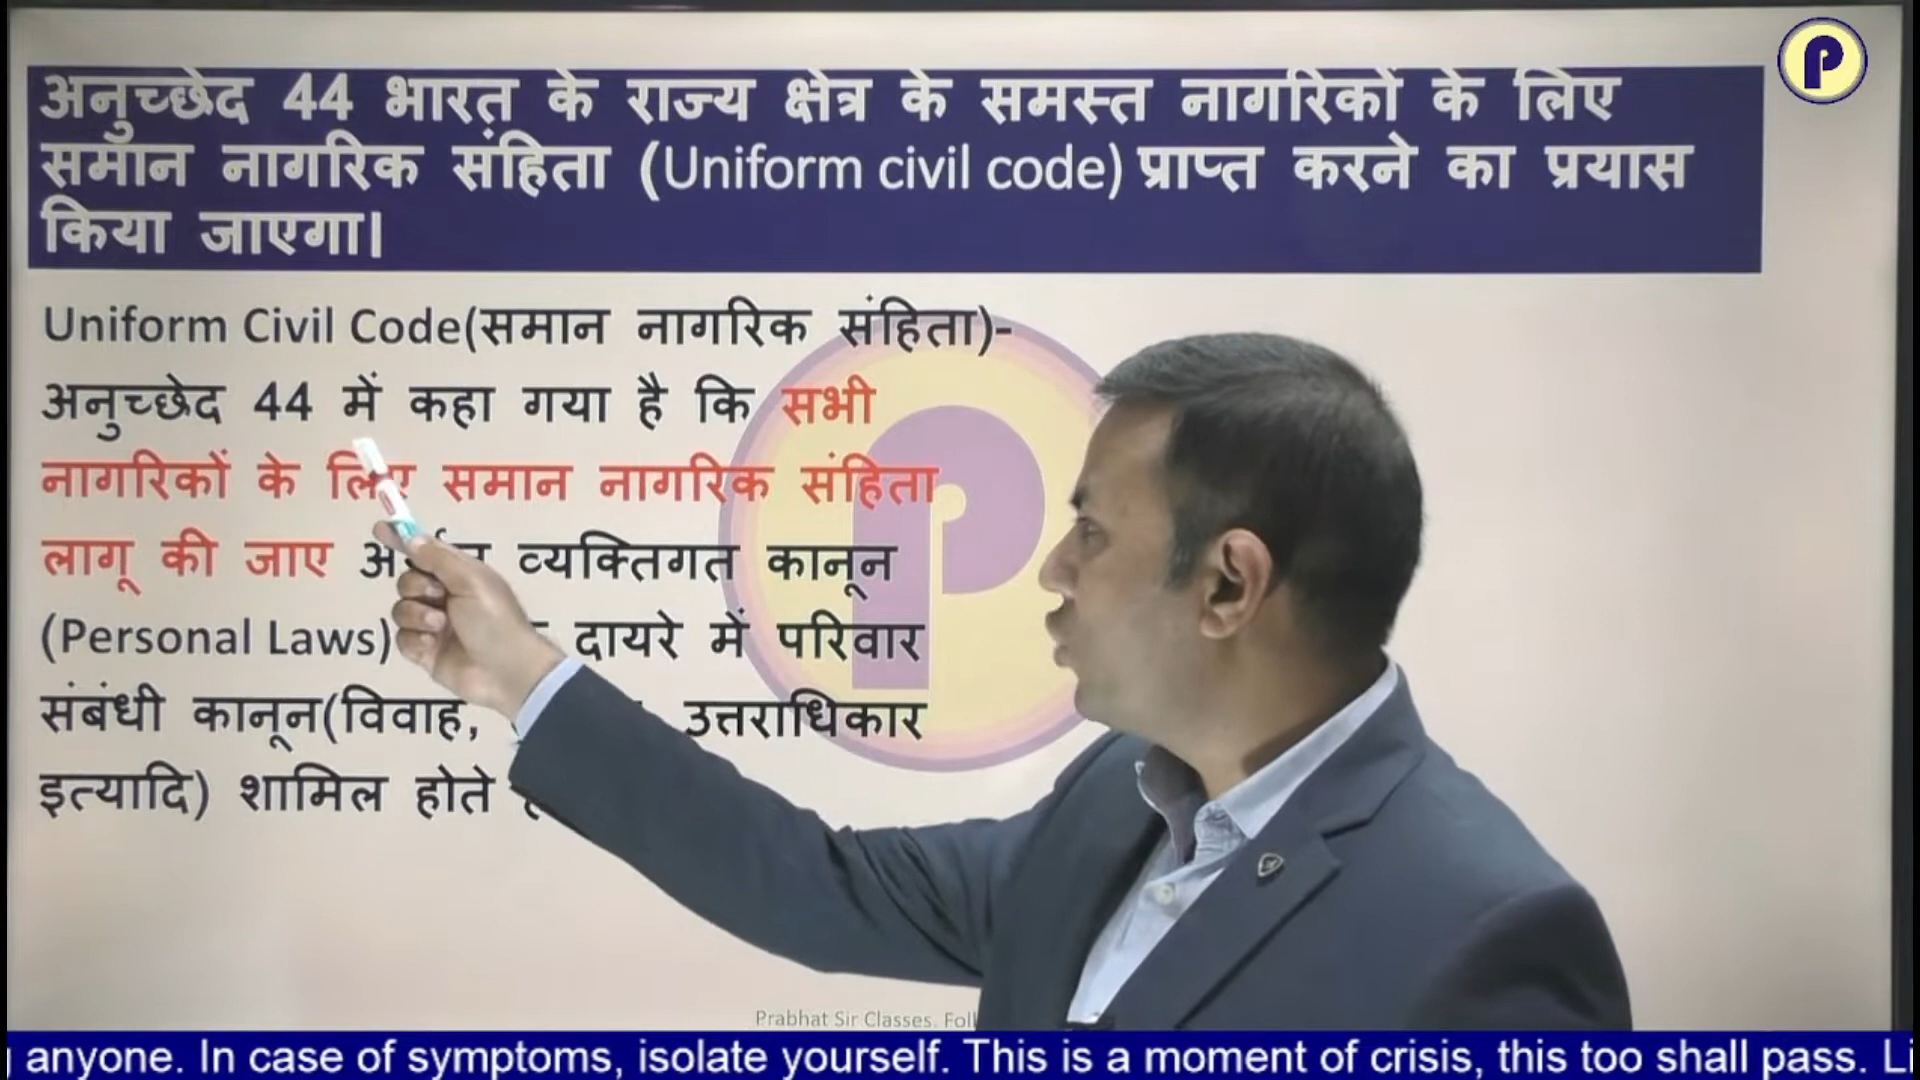 अनुच्छेद 44 भारत के राज्य क्षेत्र के समस्त नागरिकों के लिए
समान नागरिक संहिता (Uniform civil code) प्राप्त करने का प्रयास
किया जाएगा।
Uniform Civil Code(समान नागरिक संहिता)-
अनुच्छेद 44 में कहा गया है कि सभी
नागरिकों के लिए समान नागरिक संहिता
लागू की जाए व्यक्तिगत कानून
(Personal Laws) दायरे में परिवार
संबंधी कानून(विवाह, उत्तराधिकार
इत्यादि) शामिल होते
Prabhat Sir Classes.
anyone. In case of symptoms, isolate yourself. This is a moment of crisis, this too shall pass.
P